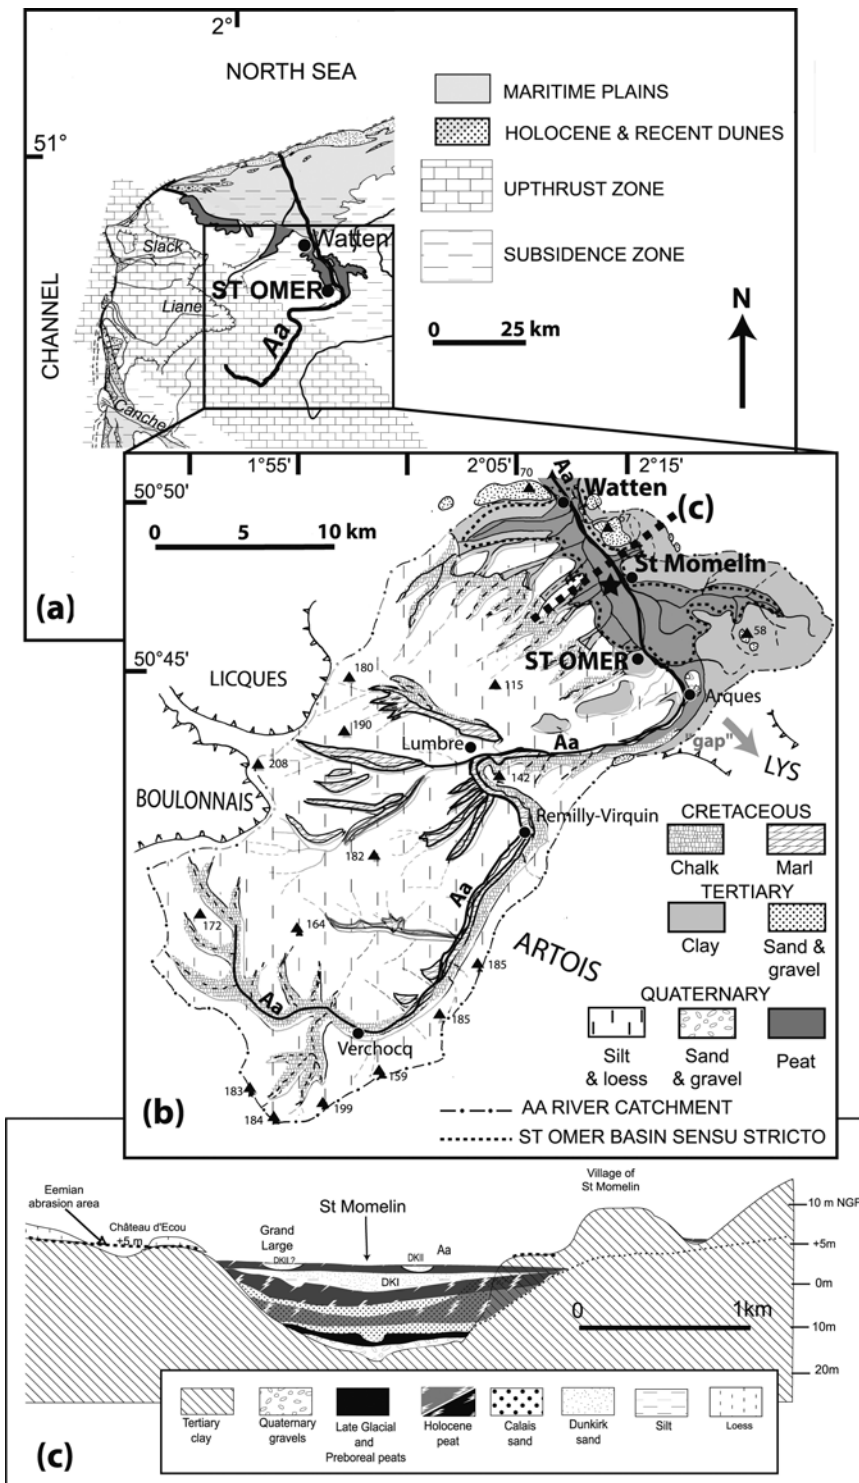 2°
NORTH SEA
51°
MARITIME PLAINS
HOLOCENE & RECENT DUNES
UPTHRUST ZONE
SUBSIDENCE ZONE
Slack
Watten
ST OMER
Liane
Aa
Canche
CHANNEL
0 25 km
N
(a)
1°55'
2°05'
2°15'
50°50'
50°45'
0 5 10 km
70
Aa
Watten
57
(c)
St Momelin
58
ST OMER
180
115
Arques
LICQUES
190
Lumbre
Aa
"gap"
LYS
208
142
BOULONNAIS
Remilly-Virquin
182
Aa
172
164
ARTOIS
185
Aa
185
Verchocq
159
183
184
199
CRETACEOUS
Chalk
Marl
TERTIARY
Clay
Sand &
gravel
QUATERNARY
Silt
& loess
Sand
& gravel
Peat
AA RIVER CATCHMENT
ST OMER BASIN SENSU STRICTO
(b)
Eemian
abrasion area
Château d'Ecou
+5 m
Grand
Large
DKII ?
St Momelin
DKII
Aa
DKI
Village of
St Momelin
10 m NGF
+5m
0m
10m
20m
0 1km
Tertiary
clay
Quaternary
gravels
Late Glacial
and
Preboreal peats
Holocene
peat
Calais
sand
Dunkirk
sand
Silt
Loess
(c)